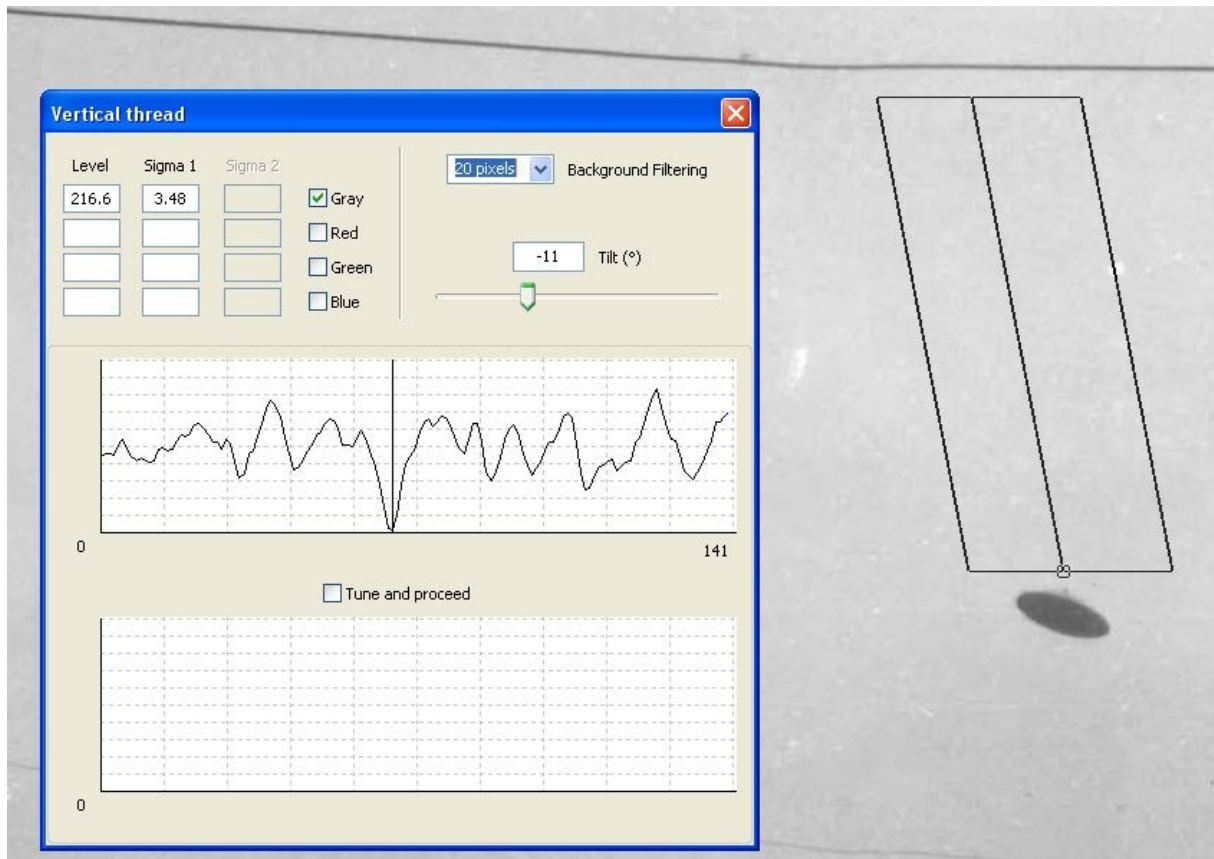 Vertical thread
Level Sigma 1 Sigma 2
20 pixels Background Filtering
216.6 3.48 Gray
Red
-11 Tilt (°)
Green
Blue
0
141
Tune and proceed
0